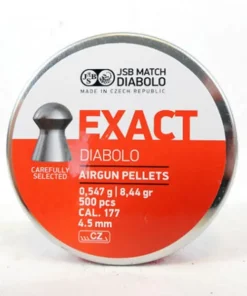 JSB
JSB MATCH
DIABOLO
MADE IN CZECH REPUBLIC
EXACT
DIABOLO
CAREFULLY
SELECTED
AIRGUN PELLETS
0,547 g | 8,44 gr
500 pcs
CAL. 177
4.5 mm
CZ